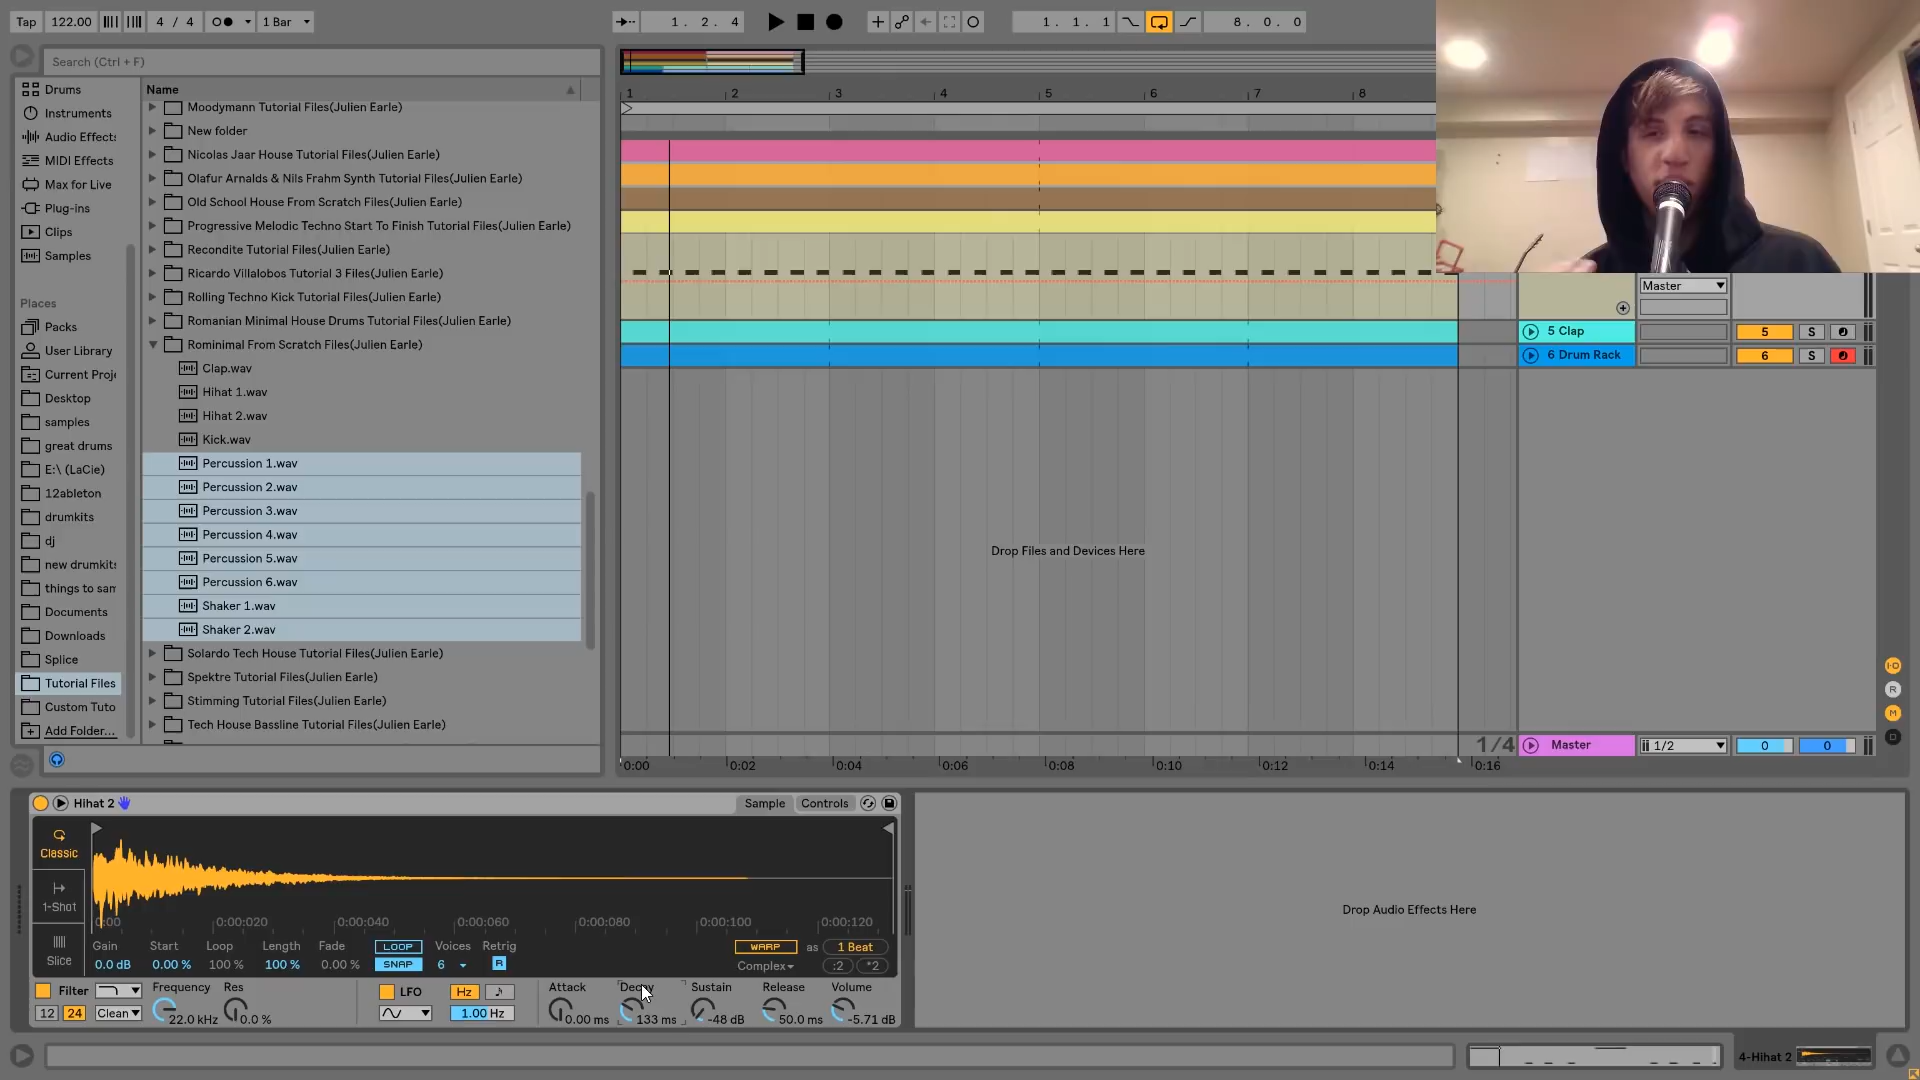 Tap 122.00 4 / 4 1 Bar 1. 2. 4 1. 1. 1 8. 0. 0
Search (Ctrl + F)
Drums
Instruments
Audio Effects
MIDI Effects
Max for Live
Plug-ins
Clips
Samples
Places
Packs
User Library
Current Proje
Desktop
samples
great drums
E:\ (LaCie)
12ableton
drumkits
dj
new drumkits
things to sam
Documents
Downloads
Splice
Tutorial Files
Custom Tuto
Add Folder...
Name
Moodymann Tutorial Files(Julien Earle)
New folder
Nicolas Jaar House Tutorial Files(Julien Earle)
Olafur Arnalds & Nils Frahm Synth Tutorial Files(Julien Earle)
Old School House From Scratch Files(Julien Earle)
Progressive Melodic Techno Start To Finish Tutorial Files(Julien Earle)
Recondite Tutorial Files(Julien Earle)
Ricardo Villalobos Tutorial 3 Files(Julien Earle)
Rolling Techno Kick Tutorial Files(Julien Earle)
Romanian Minimal House Drums Tutorial Files(Julien Earle)
Rominimal From Scratch Files(Julien Earle)
Clap.wav
Hihat 1.wav
Hihat 2.wav
Kick.wav
Percussion 1.wav
Percussion 2.wav
Percussion 3.wav
Percussion 4.wav
Percussion 5.wav
Percussion 6.wav
Shaker 1.wav
Shaker 2.wav
Solardo Tech House Tutorial Files(Julien Earle)
Spektre Tutorial Files(Julien Earle)
Stimming Tutorial Files(Julien Earle)
Tech House Bassline Tutorial Files(Julien Earle)
1 2 3 4 5 6 7 8
Master
5 Clap 5 S
6 Drum Rack 6 S
Drop Files and Devices Here
I·O
R
M
D
1/4 Master 1/2 0 0
0:00 0:02 0:04 0:06 0:08 0:10 0:12 0:14 0:16
Hihat 2 Sample Controls
Classic
1-Shot
Slice
0:00 0:00:020 0:00:040 0:00:060 0:00:080 0:00:100 0:00:120
Gain Start Loop Length Fade LOOP Voices Retrig WARP as 1 Beat
0.0 dB 0.00 % 100 % 100 % 0.00 % SNAP 6 R Complex :2 *2
Filter Frequency Res LFO Hz Attack Decay Sustain Release Volume
12 24 Clean 22.0 kHz 0.0 % 1.00 Hz 0.00 ms 133 ms -48 dB 50.0 ms -5.71 dB
Drop Audio Effects Here
4-Hihat 2